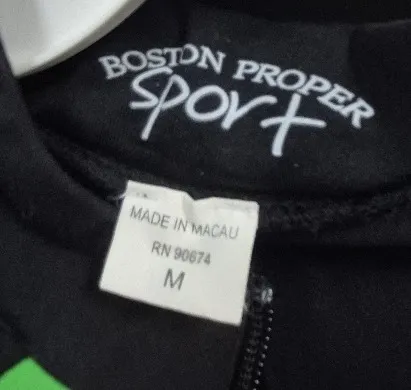 BOSTON PROPER
sport
MADE IN MACAU
RN 90674
M